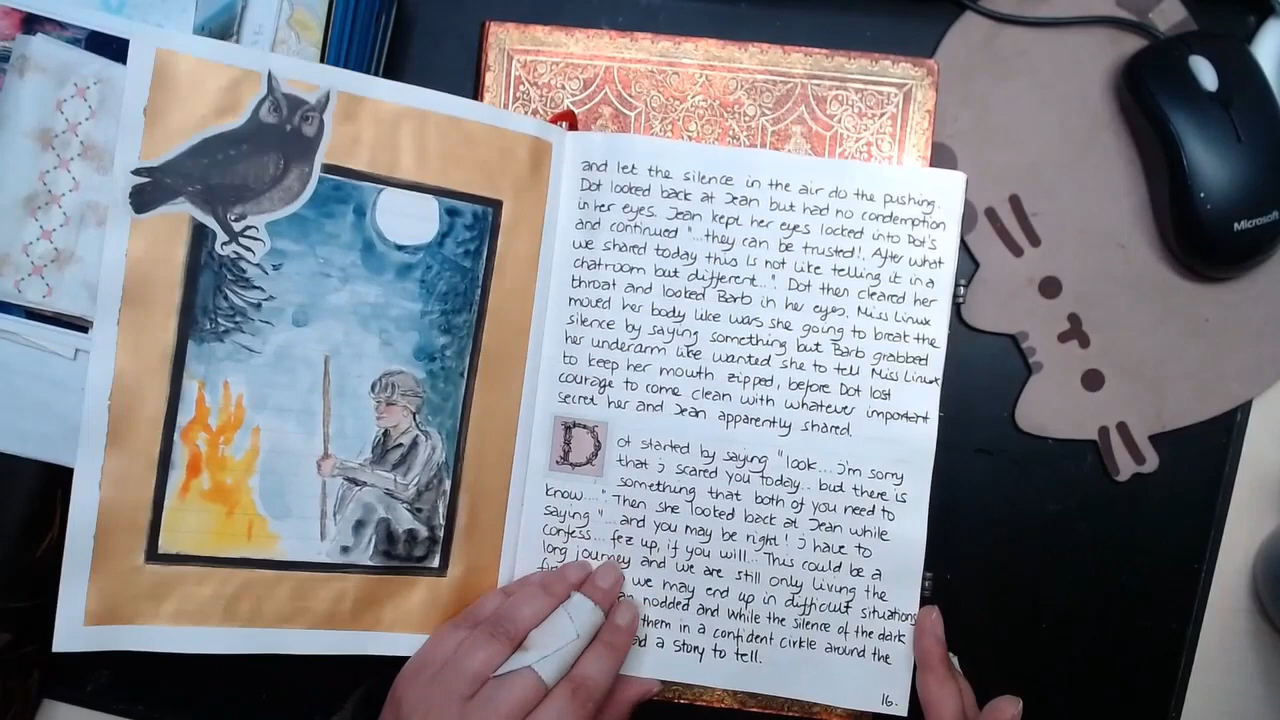 and let the silence in the air do the pushing.
Dot looked back at Jean but had no condemption
in her eyes. Jean kept her eyes locked into Dot's
and continued "...they can be trusted!. After what
we shared today this is not like telling it in a
chatroom but different..". Dot then cleared her
throat and looked Barb in her eyes. Miss Linux
moved her body like wars she going to break the
silence by saying something but Barb grabbed
her underarm like wanted she to tell Miss Linux
to keep her mouth zipped, before Dot lost
courage to come clean with whatever important
secret her and Jean apparently shared.
Dot started by saying "look... i'm sorry
that j scared you today.. but there is
something that both of you need to
know....". Then she looked back at Jean while
saying "...and you may be right! j have to
confess... fez up, if you will... This could be a
long journey and we are still only living the
we may end up in difficult situations
nodded and while the silence of the dark
them in a confident cirkle around the
a story to tell.
16.
Microsoft